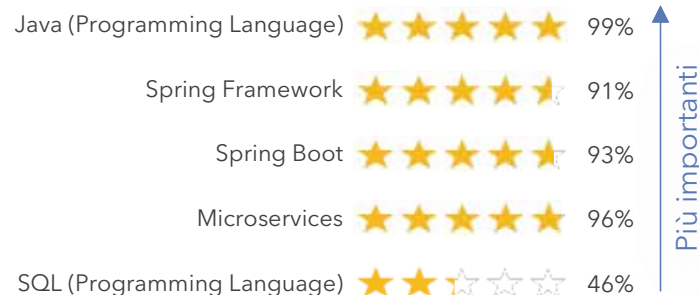 Java (Programming Language) 99%
Spring Framework 91%
Spring Boot 93%
Microservices 96%
SQL (Programming Language) 46%
Più importanti